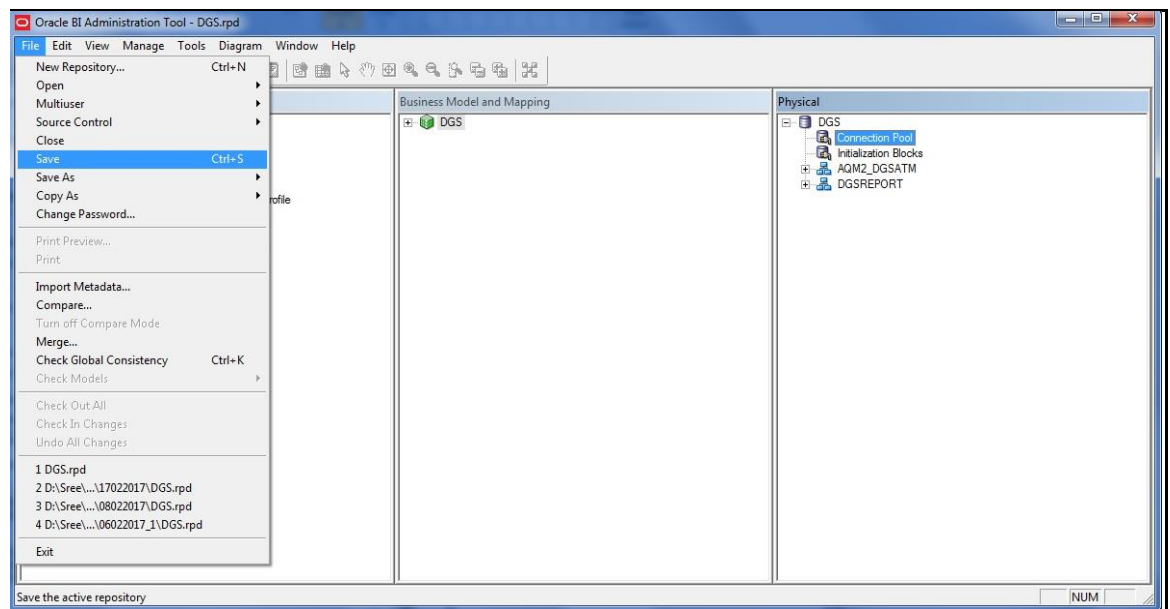 Oracle BI Administration Tool - DGS.rpd
File Edit View Manage Tools Diagram Window Help
New Repository... Ctrl+N
Open
Multiuser
Source Control
Close
Save Ctrl+S
Save As
Copy As
Change Password...
Print Preview...
Print
Import Metadata...
Compare...
Turn off Compare Mode
Merge...
Check Global Consistency Ctrl+K
Check Models
Check Out All
Check In Changes
Undo All Changes
1 DGS.rpd
2 D:\Sree\...\17022017\DGS.rpd
3 D:\Sree\...\08022017\DGS.rpd
4 D:\Sree\...\06022017_1\DGS.rpd
Exit
rofile
Business Model and Mapping
DGS
Physical
DGS
Connection Pool
Initialization Blocks
AQM2_DGSATM
DGSREPORT
Save the active repository
NUM